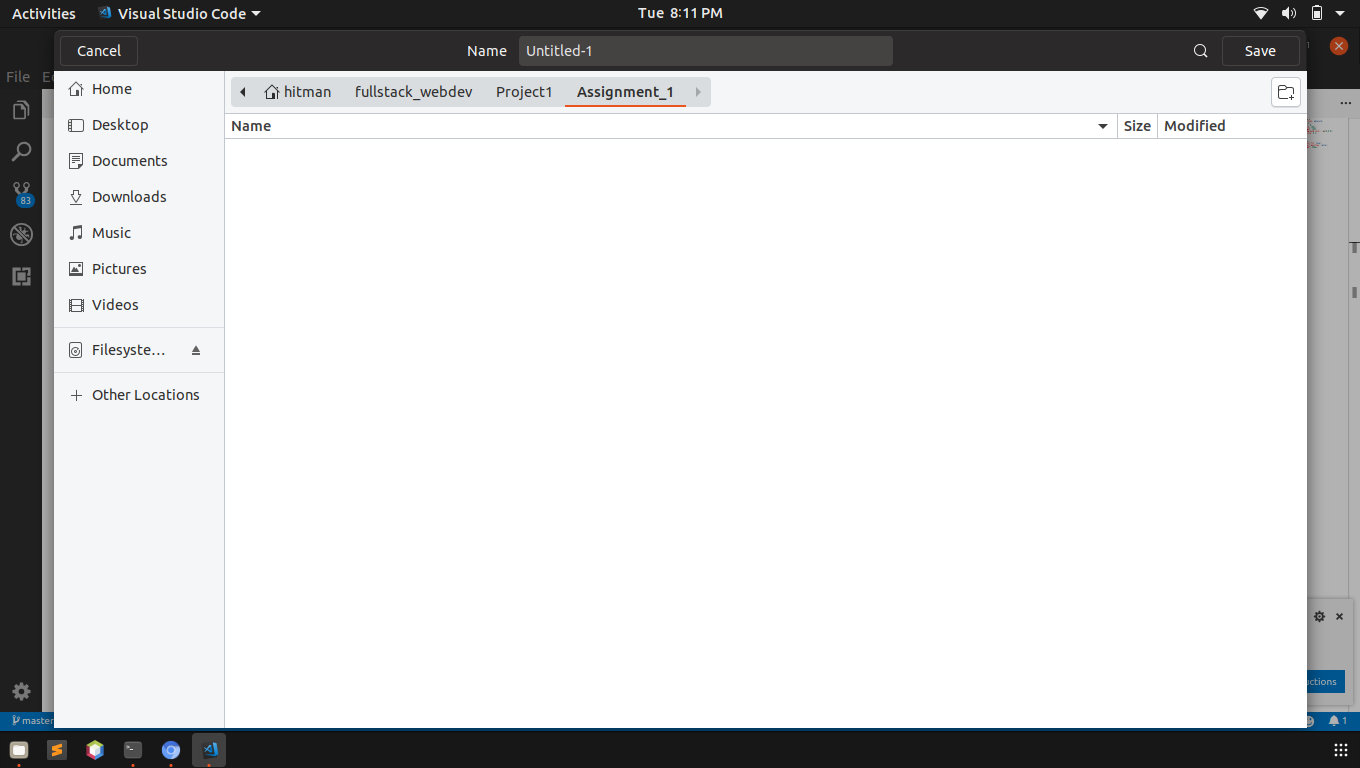 Activities Visual Studio Code Tue 8:11 PM
Cancel Name Untitled-1 Save
File
Home hitman fullstack_webdev Project1 Assignment_1
Name Size Modified
Desktop
Documents
Downloads
83
Music
Pictures
Videos
Filesyste...
Other Locations
master
1